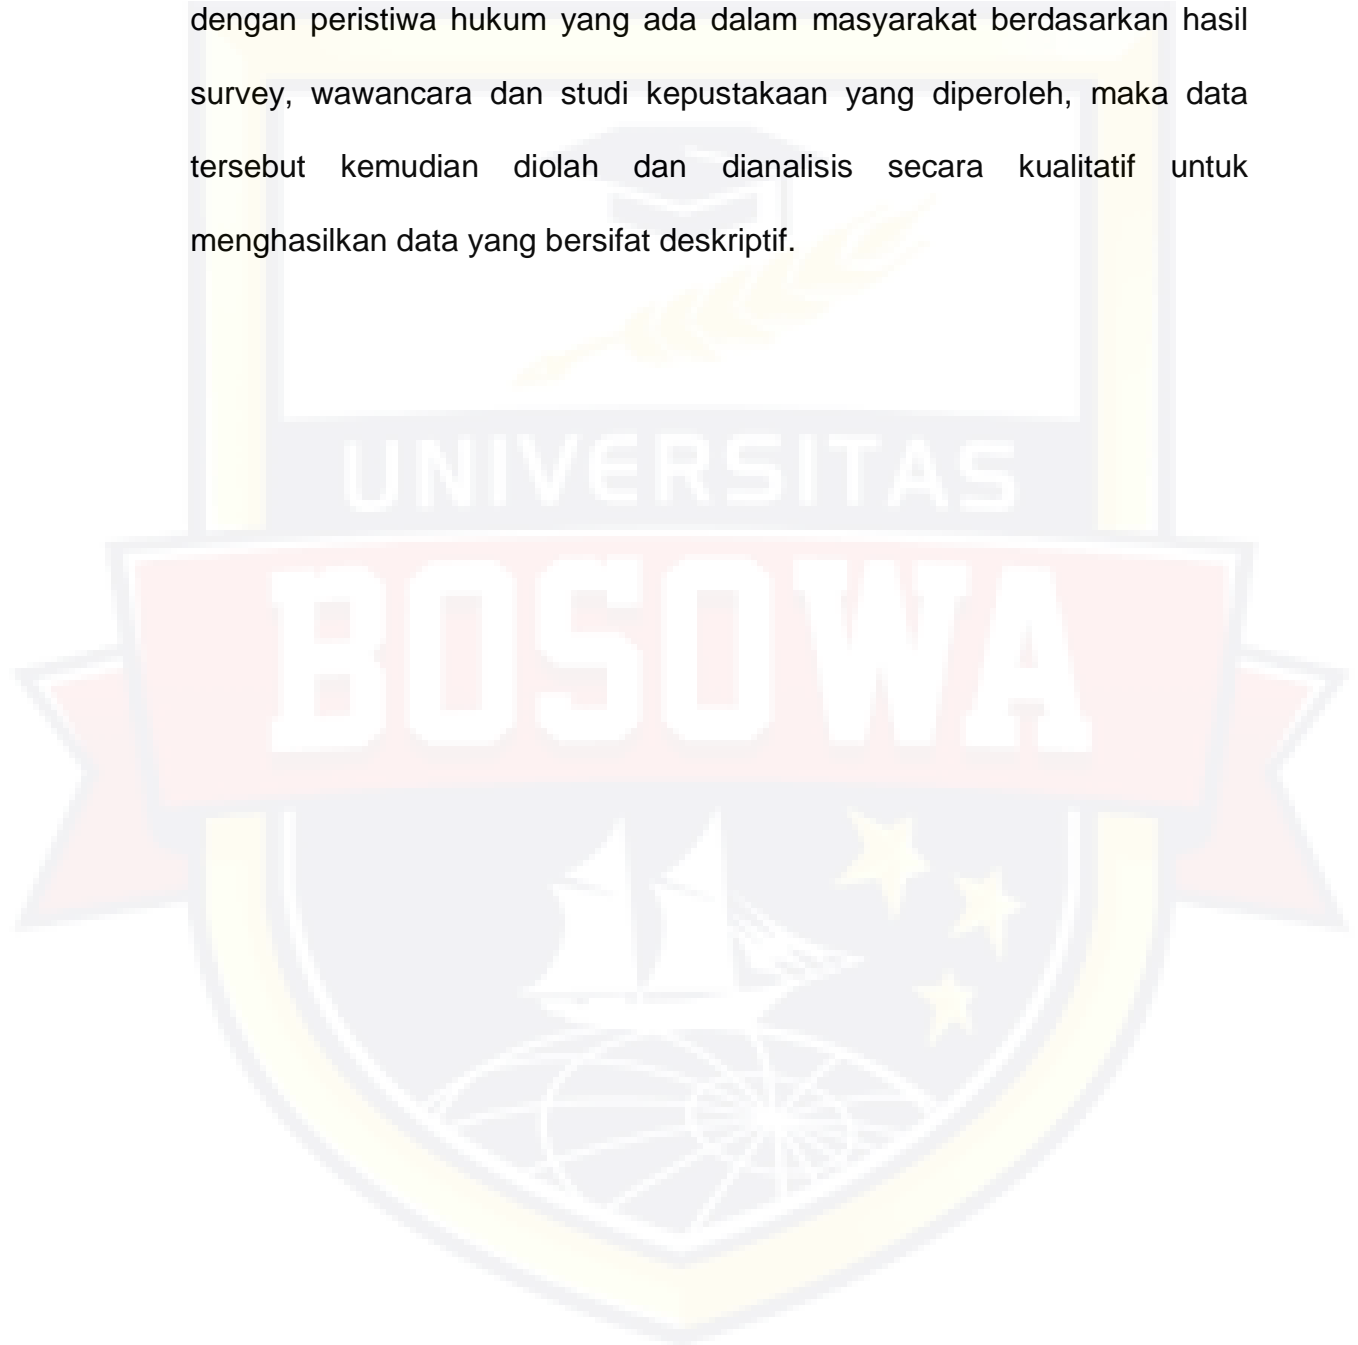 dengan peristiwa hukum yang ada dalam masyarakat berdasarkan hasil
survey, wawancara dan studi kepustakaan yang diperoleh, maka data
tersebut kemudian diolah dan dianalisis secara kualitatif untuk
menghasilkan data yang bersifat deskriptif.
UNIVERSITAS
BOSOWA